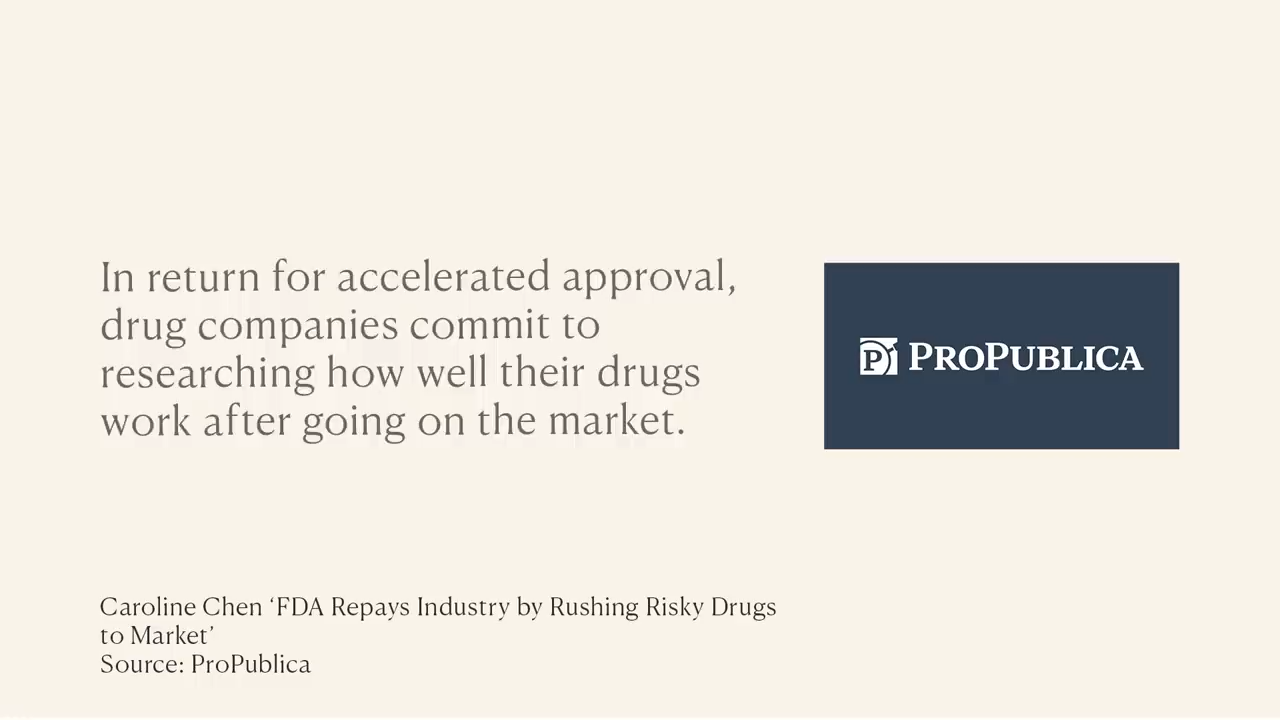 In return for accelerated approval,
drug companies commit to
researching how well their drugs
work after going on the market.
PROPUBLICA
Caroline Chen ‘FDA Repays Industry by Rushing Risky Drugs
to Market’
Source: ProPublica